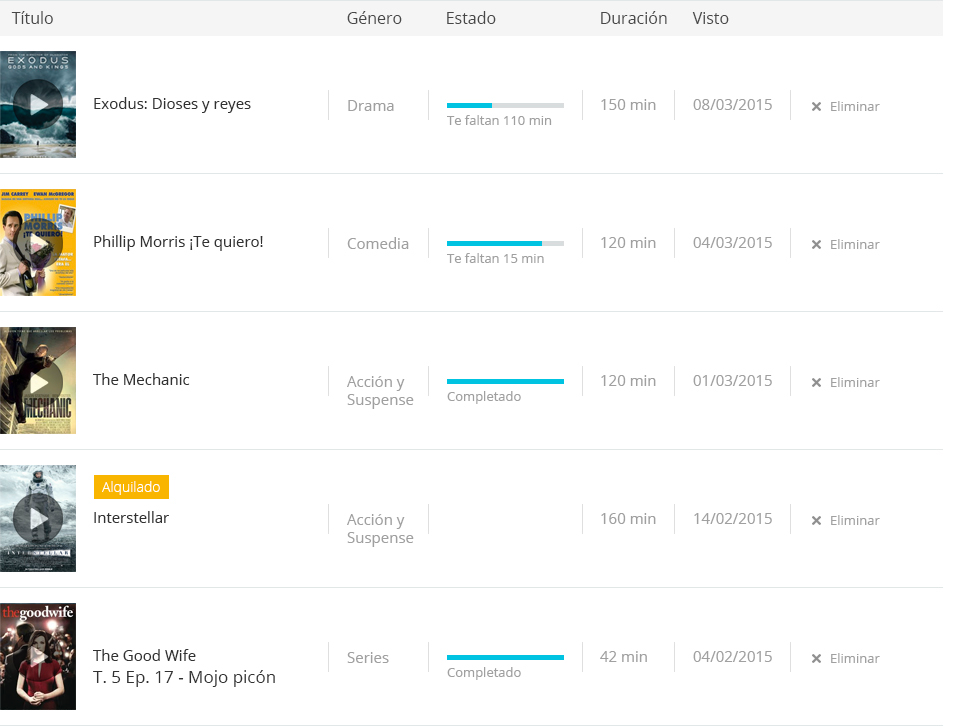 Título Género Estado Duración Visto
EXODUS
GODS AND KINGS
Exodus: Dioses y reyes Drama Te faltan 110 min 150 min 08/03/2015 Eliminar
JIM CARREY EWAN McGREGOR
PHILLIP
MORRIS
¡TE QUIERO!
Phillip Morris ¡Te quiero! Comedia Te faltan 15 min 120 min 04/03/2015 Eliminar
MECHANIC
The Mechanic Acción y Suspense Completado 120 min 01/03/2015 Eliminar
INTERSTELLAR
Alquilado
Interstellar Acción y Suspense 160 min 14/02/2015 Eliminar
thegoodwife
The Good Wife Series Completado 42 min 04/02/2015 Eliminar
T. 5 Ep. 17 - Mojo picón